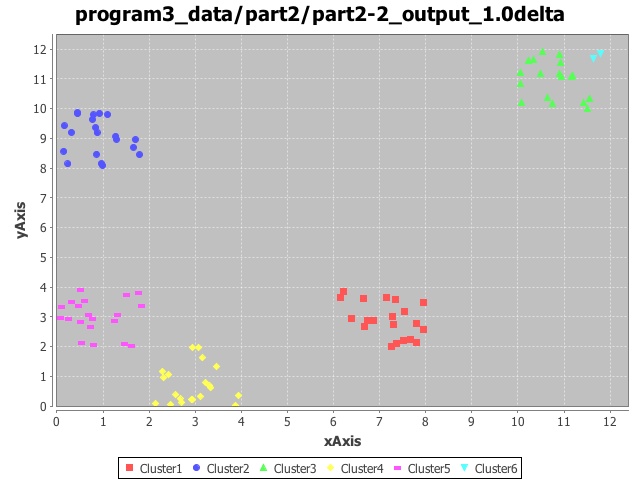 program3_data/part2/part2-2_output_1.0delta
12
11
10
9
8
7
6
5
4
3
2
1
0
yAxis
0 1 2 3 4 5 6 7 8 9 10 11 12
xAxis
Cluster1 Cluster2 Cluster3 Cluster4 Cluster5 Cluster6